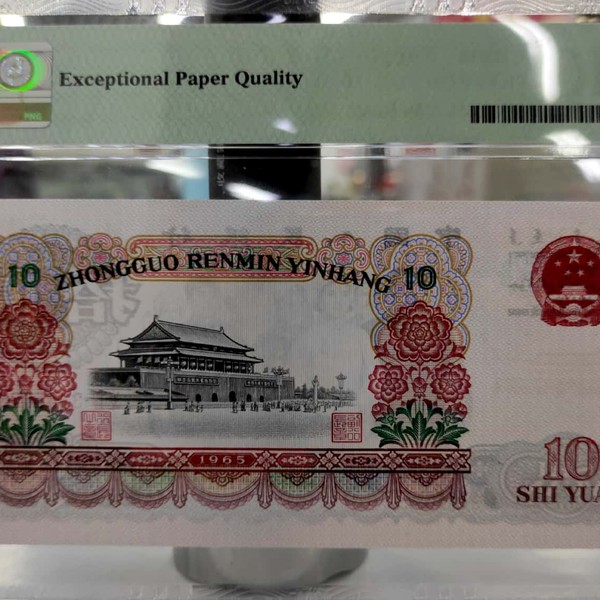 Exceptional Paper Quality
PMG
10 ZHONGGUO RENMIN YINHANG 10
1965
10
SHI YUA